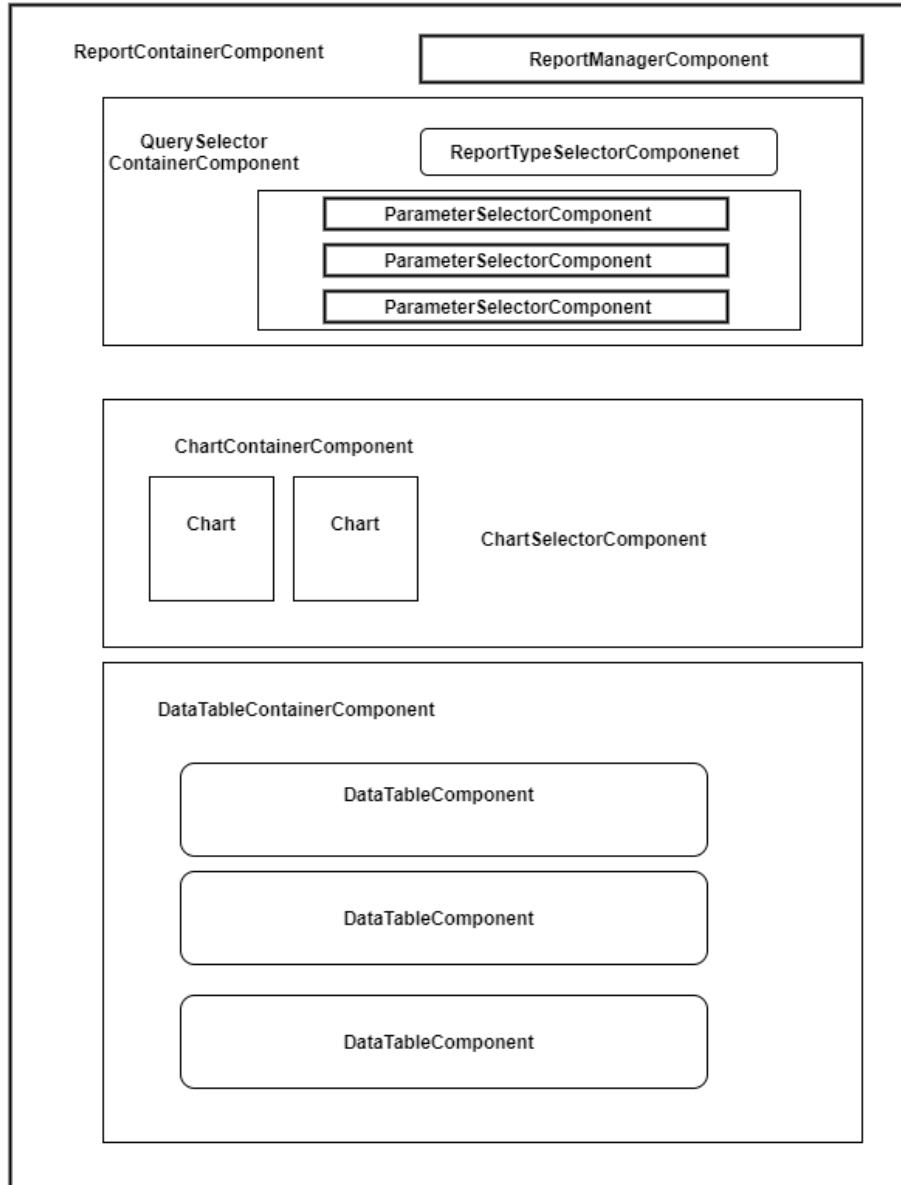 ReportContainerComponent
ReportManagerComponent
QuerySelector
ContainerComponent
ReportTypeSelectorComponenet
ParameterSelectorComponent
ParameterSelectorComponent
ParameterSelectorComponent
ChartContainerComponent
Chart
Chart
ChartSelectorComponent
DataTableContainerComponent
DataTableComponent
DataTableComponent
DataTableComponent